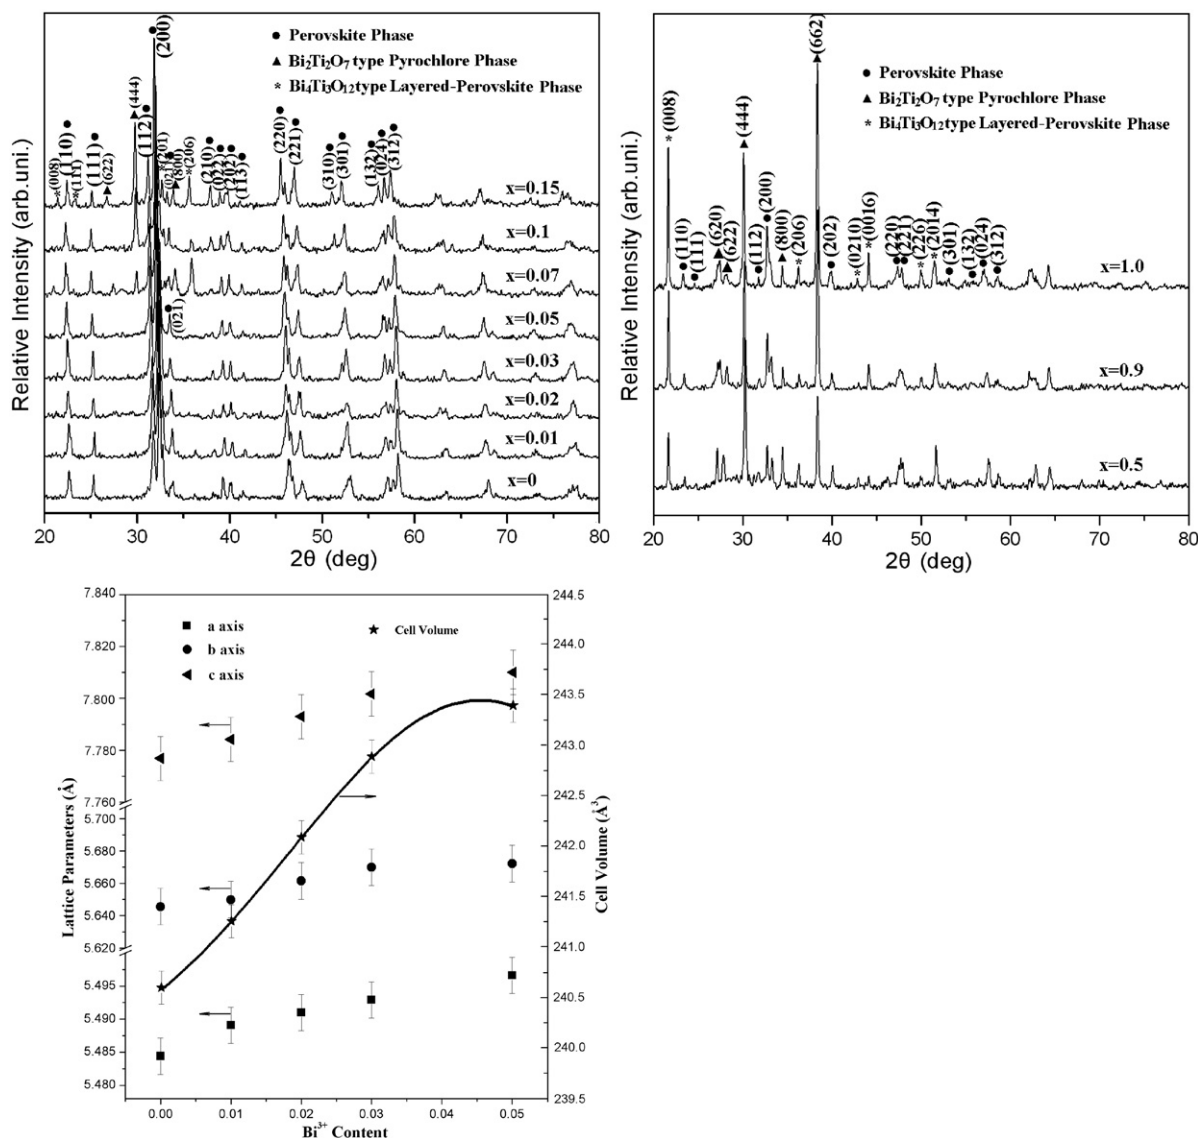 ● Perovskite Phase
▲ Bi2Ti2O7 type Pyrochlore Phase
* Bi4Ti3O12 type Layered-Perovskite Phase
*(008)
(110)
*(111)
(111)
(622)
(444)
(112)
(200)
*(201)
(021)
(800)
*(206)
(210)
(022)
(202)
(113)
(220)
(221)
(310)
(301)
(132)
(024)
(312)
(021)
x=0.15
x=0.1
x=0.07
x=0.05
x=0.03
x=0.02
x=0.01
x=0
Relative Intensity (arb.uni.)
20 30 40 50 60 70 80
2θ (deg)
● Perovskite Phase
▲ Bi2Ti2O7 type Pyrochlore Phase
* Bi4Ti3O12 type Layered-Perovskite Phase
*(008)
(110)
(111)
(620)
(622)
(444)
(112)
(200)
(800)
*(206)
(202)
*(0210)
*(0016)
(220)
(221)
*(226)
*(2014)
(301)
(132)
(024)
(312)
(662)
x=1.0
x=0.9
x=0.5
Relative Intensity (arb.uni.)
20 30 40 50 60 70 80
2θ (deg)
■ a axis
● b axis
◀ c axis
★ Cell Volume
7.840
7.820
7.800
7.780
7.760
5.700
5.680
5.660
5.640
5.620
5.495
5.490
5.485
5.480
Lattice Parameters (Å)
244.5
244.0
243.5
243.0
242.5
242.0
241.5
241.0
240.5
240.0
239.5
Cell Volume (Å3)
0.00 0.01 0.02 0.03 0.04 0.05
Bi3+ Content